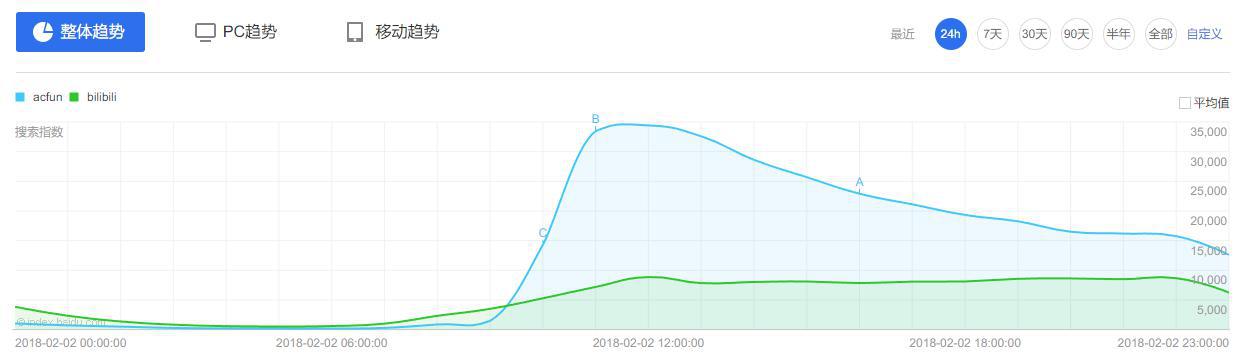 整体趋势 PC趋势 移动趋势 最近 24h 7天 30天 90天 半年 全部 自定义
acfun bilibili 平均值
搜索指数
B
A
C
35,000
30,000
25,000
20,000
15,000
10,000
5,000
©index.baidu.com
2018-02-02 00:00:00 2018-02-02 06:00:00 2018-02-02 12:00:00 2018-02-02 18:00:00 2018-02-02 23:00:00